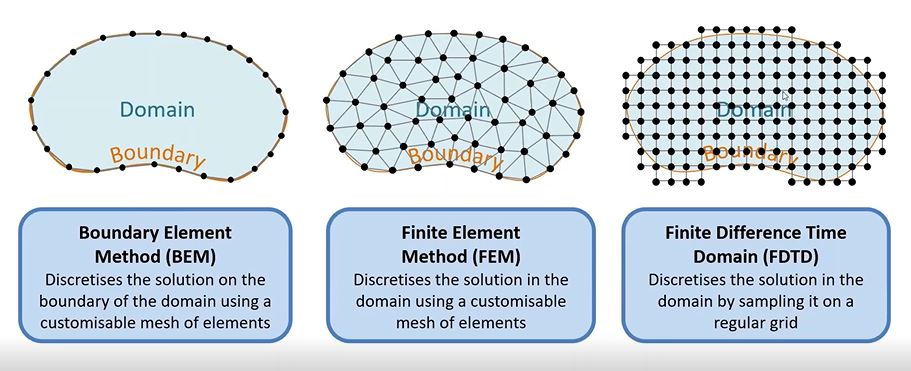 Domain
Boundary
Domain
Boundary
Domain
Boundary
Boundary Element
Method (BEM)
Discretises the solution on the
boundary of the domain using a
customisable mesh of elements
Finite Element
Method (FEM)
Discretises the solution in the
domain using a customisable
mesh of elements
Finite Difference Time
Domain (FDTD)
Discretises the solution in the
domain by sampling it on a
regular grid